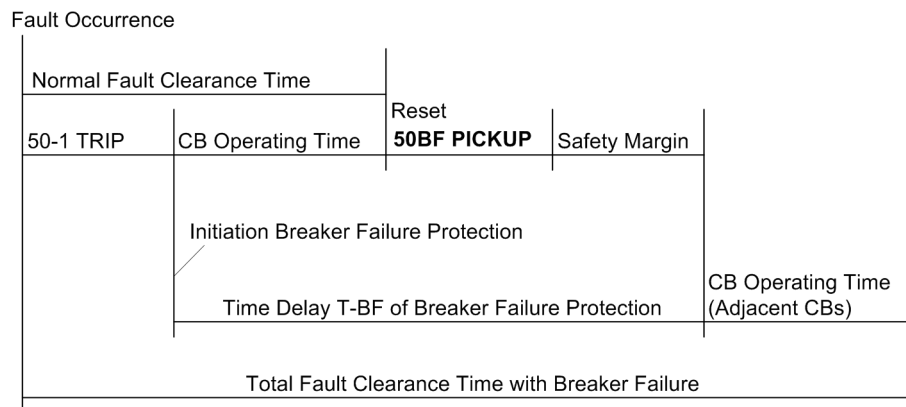 Fault Occurrence
Normal Fault Clearance Time
Reset
50-1 TRIP
CB Operating Time
50BF PICKUP
Safety Margin
Initiation Breaker Failure Protection
CB Operating Time
Time Delay T-BF of Breaker Failure Protection
(Adjacent CBs)
Total Fault Clearance Time with Breaker Failure